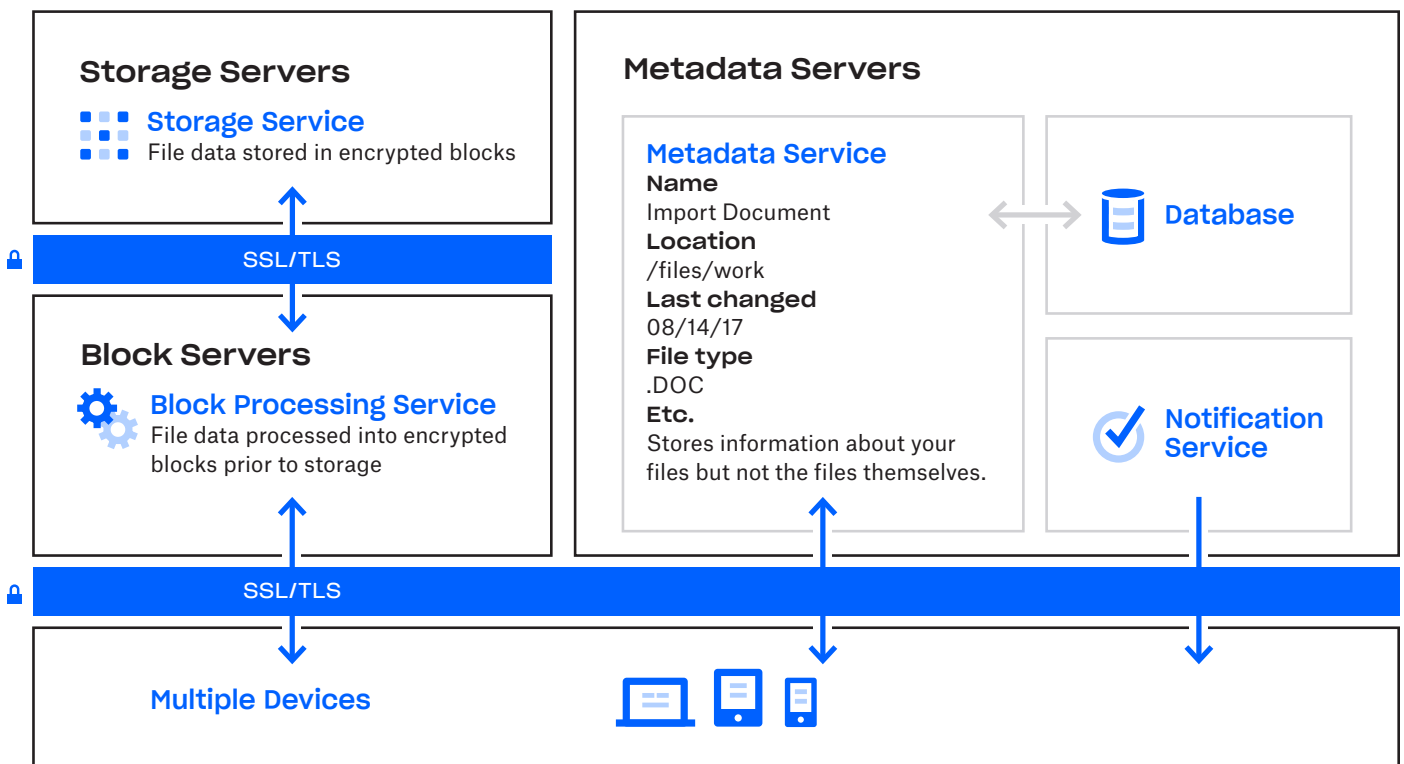 Storage Servers
Storage Service
File data stored in encrypted blocks
SSL/TLS
Block Servers
Block Processing Service
File data processed into encrypted
blocks prior to storage
Metadata Servers
Metadata Service
Name
Import Document
Location
/files/work
Last changed
08/14/17
File type
.DOC
Etc.
Stores information about your
files but not the files themselves.
Database
Notification
Service
SSL/TLS
Multiple Devices